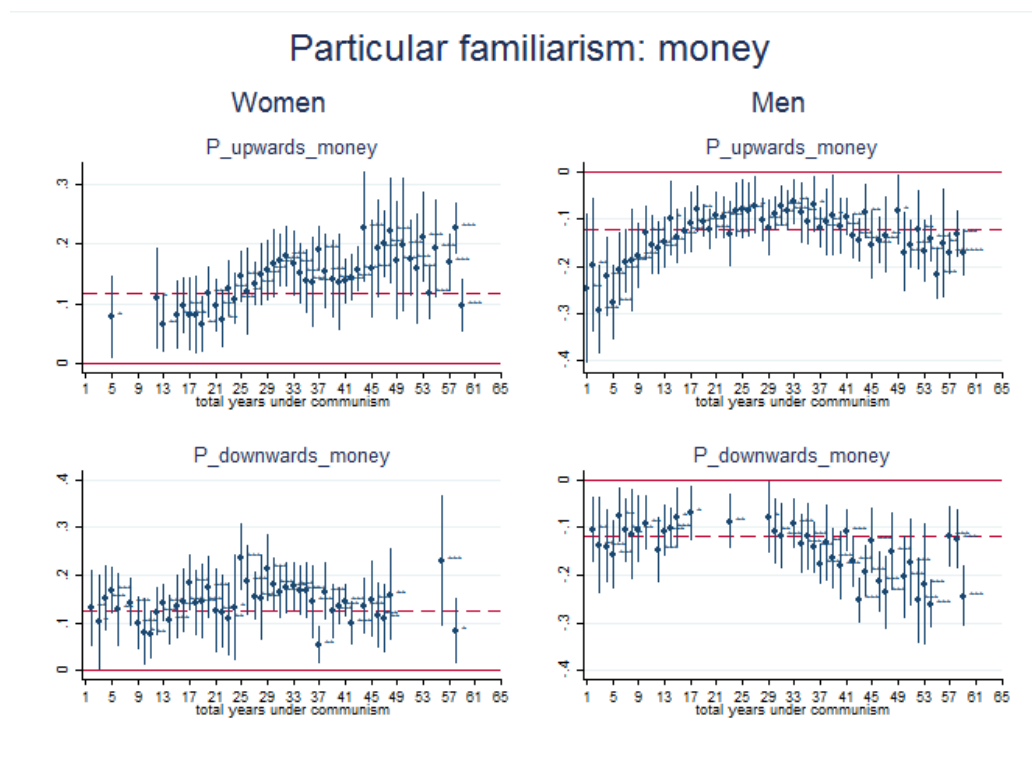 Particular familiarism: money
Women
Men
P_upwards_money
P_upwards_money
.3
.2
.1
0
0
-.1
-.2
-.3
-.4
1 5 9 13 17 21 25 29 33 37 41 45 49 53 57 61 65
1 5 9 13 17 21 25 29 33 37 41 45 49 53 57 61 65
total years under communism
total years under communism
P_downwards_money
P_downwards_money
.4
.3
.2
.1
0
0
-.1
-.2
-.3
-.4
1 5 9 13 17 21 25 29 33 37 41 45 49 53 57 61 65
1 5 9 13 17 21 25 29 33 37 41 45 49 53 57 61 65
total years under communism
total years under communism